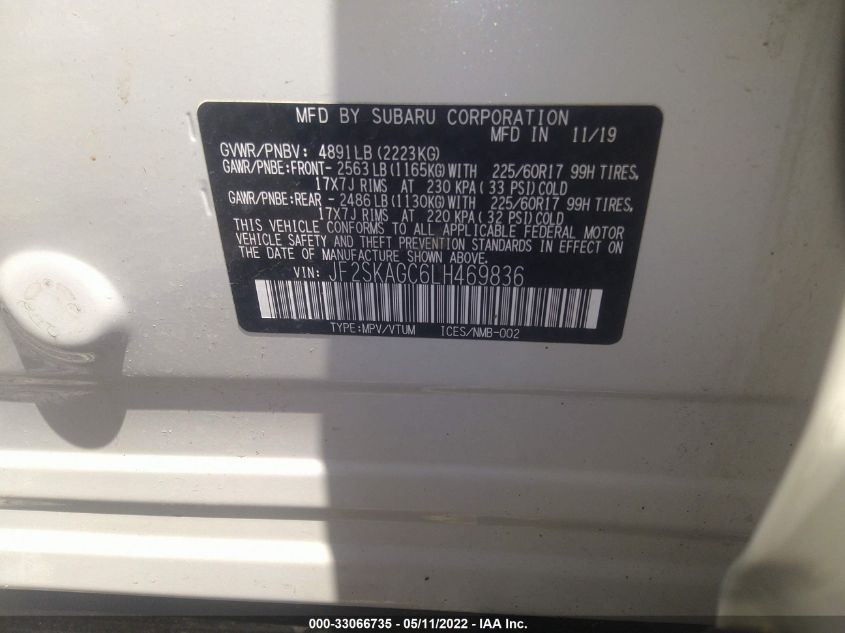 MFD BY SUBARU CORPORATION
MFD IN 11/19
GVWR/PNBV: 4891LB(2223KG)
GAWR/PNBE:FRONT- 2563LB(1165KG)WITH 225/60R17 99H TIRES,
17X7J RIMS AT 230 KPA( 33 PSI)COLD
GAWR/PNBE:REAR - 2486LB(1130KG)WITH 225/60R17 99H TIRES,
17X7J RIMS AT 220 KPA( 32 PSI)COLD
THIS VEHICLE CONFORMS TO ALL APPLICABLE FEDERAL MOTOR
VEHICLE SAFETY AND THEFT PREVENTION STANDARDS IN EFFECT ON
THE DATE OF MANUFACTURE SHOWN ABOVE.
VIN: JF2SKAGC6LH469836
TYPE:MPV/VTUM ICES/NMB-002
000-33066735 - 05/11/2022 - IAA Inc.